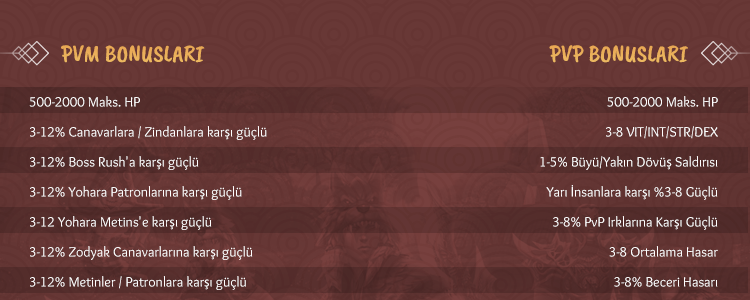 PVM BONUSLARI
500-2000 Maks. HP
3-12% Canavarlara / Zindanlara karşı güçlü
3-12% Boss Rush'a karşı güçlü
3-12% Yohara Patronlarına karşı güçlü
3-12 Yohara Metins'e karşı güçlü
3-12% Zodyak Canavarlarına karşı güçlü
3-12% Metinler / Patronlara karşı güçlü
PVP BONUSLARI
500-2000 Maks. HP
3-8 VIT/INT/STR/DEX
1-5% Büyü/Yakın Dövüş Saldırısı
Yarı İnsanlara karşı %3-8 Güçlü
3-8% PvP Irklarına Karşı Güçlü
3-8 Ortalama Hasar
3-8% Beceri Hasarı